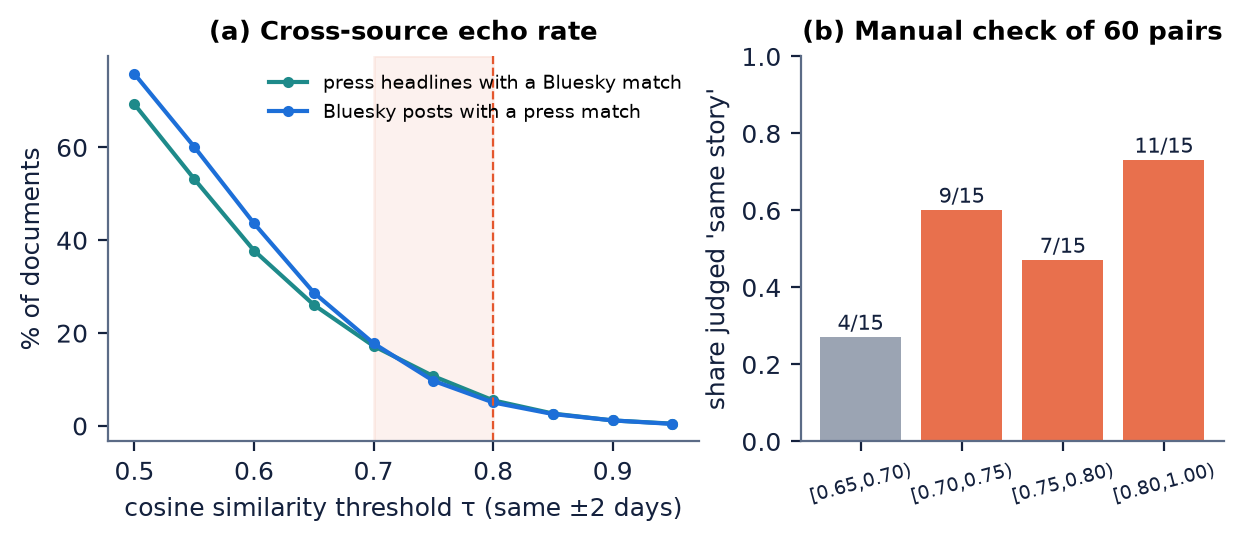 (a) Cross-source echo rate
press headlines with a Bluesky match
Bluesky posts with a press match
% of documents
60
40
20
0
0.5 0.6 0.7 0.8 0.9
cosine similarity threshold τ (same ±2 days)
(b) Manual check of 60 pairs
share judged 'same story'
1.0
0.8
0.6
0.4
0.2
0.0
4/15
9/15
7/15
11/15
[0.65,0.70) [0.70,0.75) [0.75,0.80) [0.80,1.00)